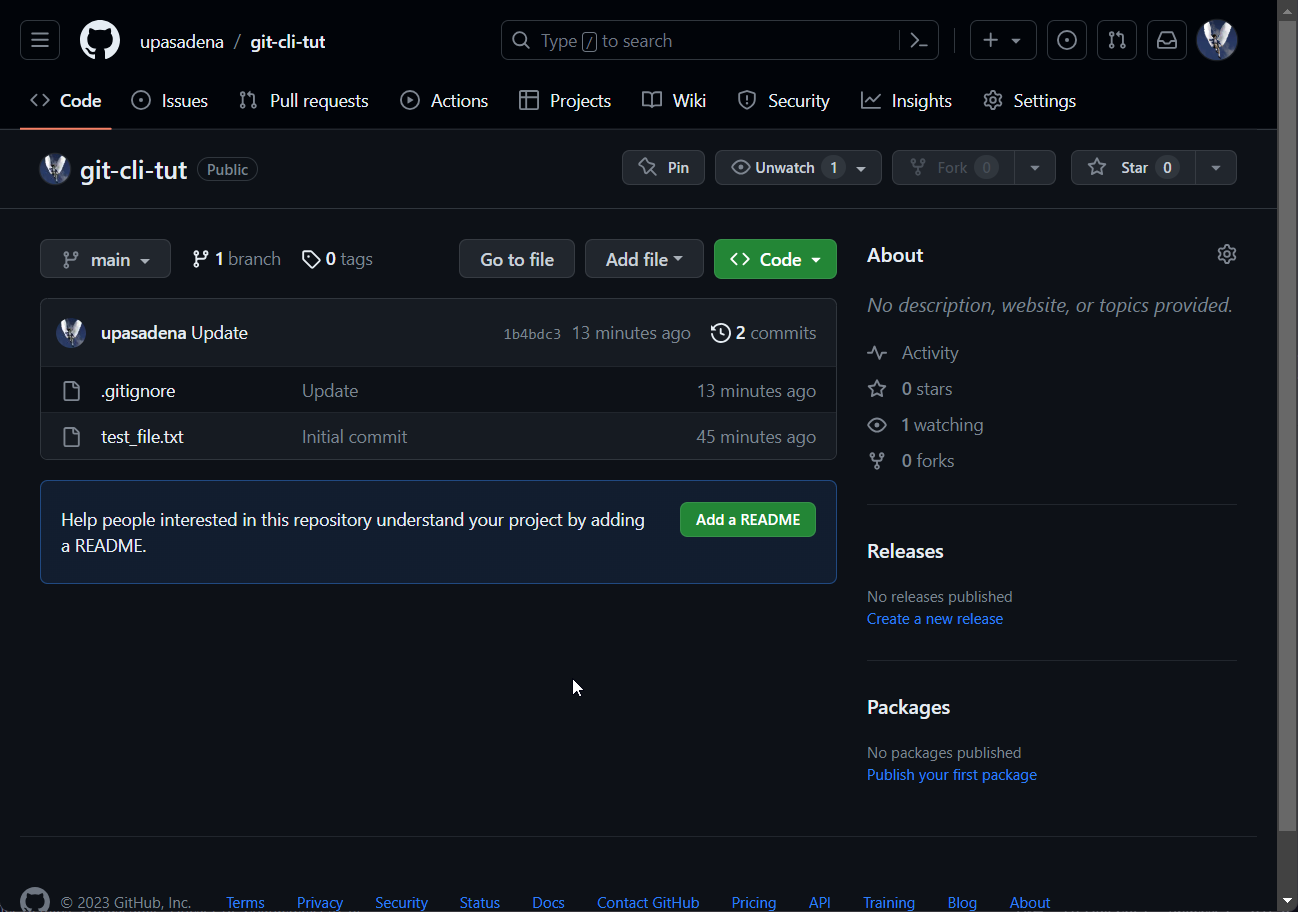 upasadena / git-cli-tut Type / to search
Code Issues Pull requests Actions Projects Wiki Security Insights Settings
git-cli-tut Public Pin Unwatch 1 Fork 0 Star 0
main 1 branch 0 tags Go to file Add file Code
upasadena Update 1b4bdc3 13 minutes ago 2 commits
.gitignore Update 13 minutes ago
test_file.txt Initial commit 45 minutes ago
Help people interested in this repository understand your project by adding
a README.
Add a README
About
No description, website, or topics provided.
Activity
0 stars
1 watching
0 forks
Releases
No releases published
Create a new release
Packages
No packages published
Publish your first package
© 2023 GitHub, Inc. Terms Privacy Security Status Docs Contact GitHub Pricing API Training Blog About